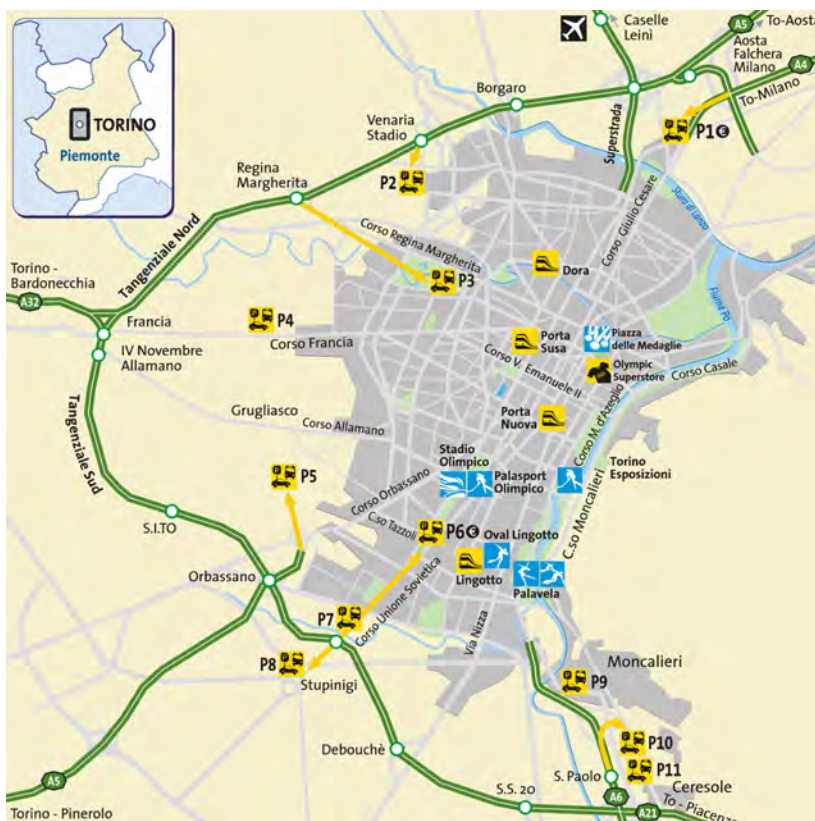 Caselle
Leinì
A5
To-Aosta
Aosta
Falchera
Milano
A4
To-Milano
Borgaro
Superstrada
P1€
TORINO
Piemonte
Venaria
Stadio
P2
Regina
Margherita
Corso Giulio Cesare
Stura di Lanzo
Tangenziale Nord
Corso Regina Margherita
P3
Dora
Fiume Po
Torino -
Bardonecchia
A32
Francia
P4
Corso Francia
Porta
Susa
Piazza
delle Medaglie
IV Novembre
Allamano
Corso V. Emanuele II
Olympic
Superstore
Corso Casale
Grugliasco
Corso Allamano
Porta
Nuova
Corso M. d'Azeglio
Tangenziale Sud
Stadio
Olimpico
Palasport
Olimpico
Torino
Esposizioni
P5
Corso Orbassano
C.so Moncalieri
S.I.TO
C.so Tazzoli
P6€
Oval Lingotto
Lingotto
Palavela
Orbassano
Corso Unione Sovietica
P7
Via Nizza
P8
Stupinigi
Moncalieri
P9
Debouchè
P10
P11
S. Paolo
Ceresole
A5
S.S. 20
A6
A21
To - Piacenza
Torino - Pinerolo